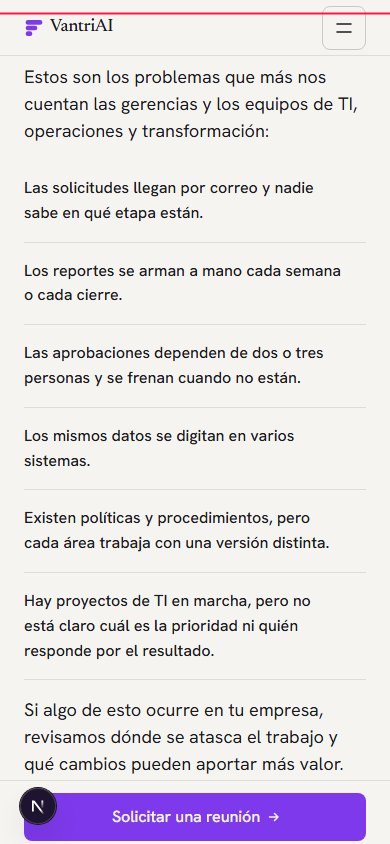 VantriAI
Estos son los problemas que más nos
cuentan las gerencias y los equipos de TI,
operaciones y transformación:
Las solicitudes llegan por correo y nadie
sabe en qué etapa están.
Los reportes se arman a mano cada semana
o cada cierre.
Las aprobaciones dependen de dos o tres
personas y se frenan cuando no están.
Los mismos datos se digitan en varios
sistemas.
Existen políticas y procedimientos, pero
cada área trabaja con una versión distinta.
Hay proyectos de TI en marcha, pero no
está claro cuál es la prioridad ni quién
responde por el resultado.
Si algo de esto ocurre en tu empresa,
revisamos dónde se atasca el trabajo y
qué cambios pueden aportar más valor.
N
Solicitar una reunión →